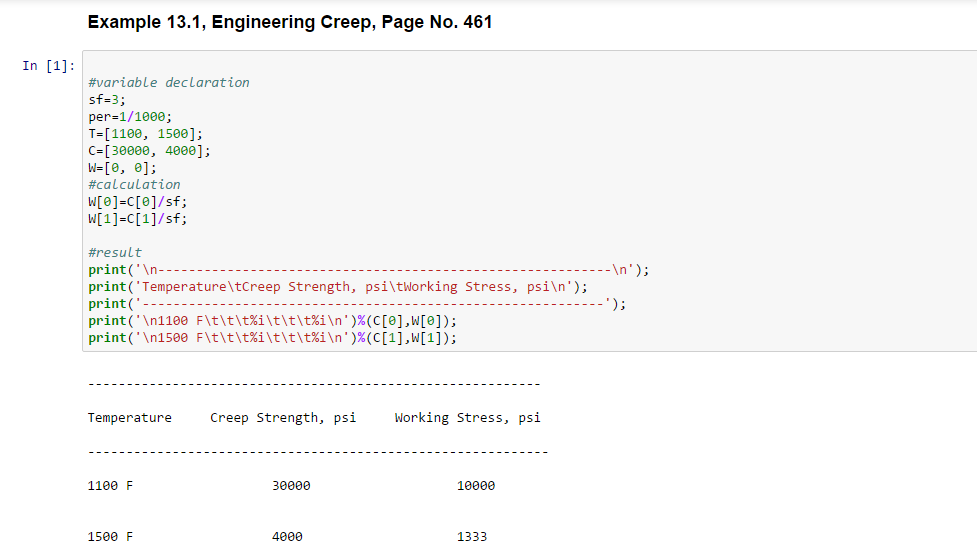 Example 13.1, Engineering Creep, Page No. 461
In [1]:
#variable declaration
sf=3;
per=1/1000;
T=[1100, 1500];
C=[30000, 4000];
W=[0, 0];
#calculation
W[0]=C[0]/sf;
W[1]=C[1]/sf;
#result
print('\n-----------------------------------------------------------\n');
print('Temperature\tCreep Strength, psi\tWorking Stress, psi\n');
print('------------------------------------------------------------');
print('\n1100 F\t\t\t%i\t\t\t%i\n')%(C[0],W[0]);
print('\n1500 F\t\t\t%i\t\t\t%i\n')%(C[1],W[1]);
-----------------------------------------------------------
Temperature Creep Strength, psi Working Stress, psi
------------------------------------------------------------
1100 F 30000 10000
1500 F 4000 1333